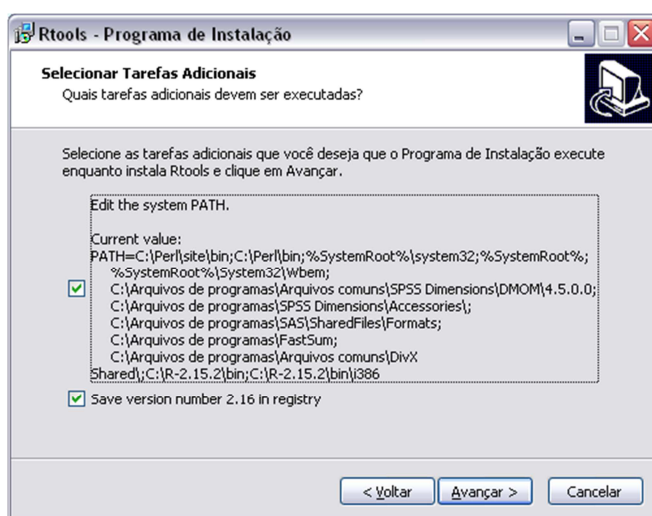 Rtools - Programa de Instalação
Selecionar Tarefas Adicionais
Quais tarefas adicionais devem ser executadas?
Selecione as tarefas adicionais que você deseja que o Programa de Instalação execute
enquanto instala Rtools e clique em Avançar.
Edit the system PATH.
Current value:
PATH=C:\Perl\site\bin;C:\Perl\bin;%SystemRoot%\system32;%SystemRoot%;
%SystemRoot%\System32\Wbem;
C:\Arquivos de programas\Arquivos comuns\SPSS Dimensions\DMOM\4.5.0.0;
C:\Arquivos de programas\SPSS Dimensions\Accessories\;
C:\Arquivos de programas\SAS\SharedFiles\Formats;
C:\Arquivos de programas\FastSum;
C:\Arquivos de programas\Arquivos comuns\DivX
Shared\;C:\R-2.15.2\bin;C:\R-2.15.2\bin\i386
Save version number 2.16 in registry
< Voltar Avançar > Cancelar